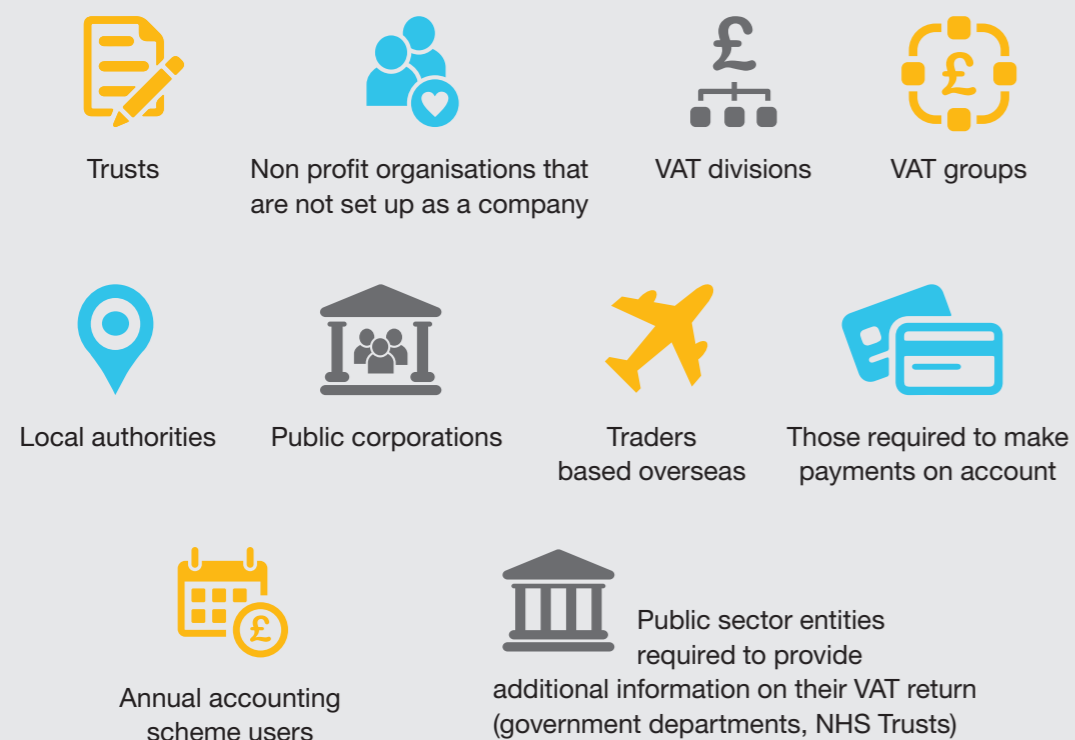 £
£
Trusts
Non profit organisations that
are not set up as a company
VAT divisions
VAT groups
Local authorities
Public corporations
Traders
based overseas
Those required to make
payments on account
£
Annual accounting
scheme users
Public sector entities
required to provide
additional information on their VAT return
(government departments, NHS Trusts)